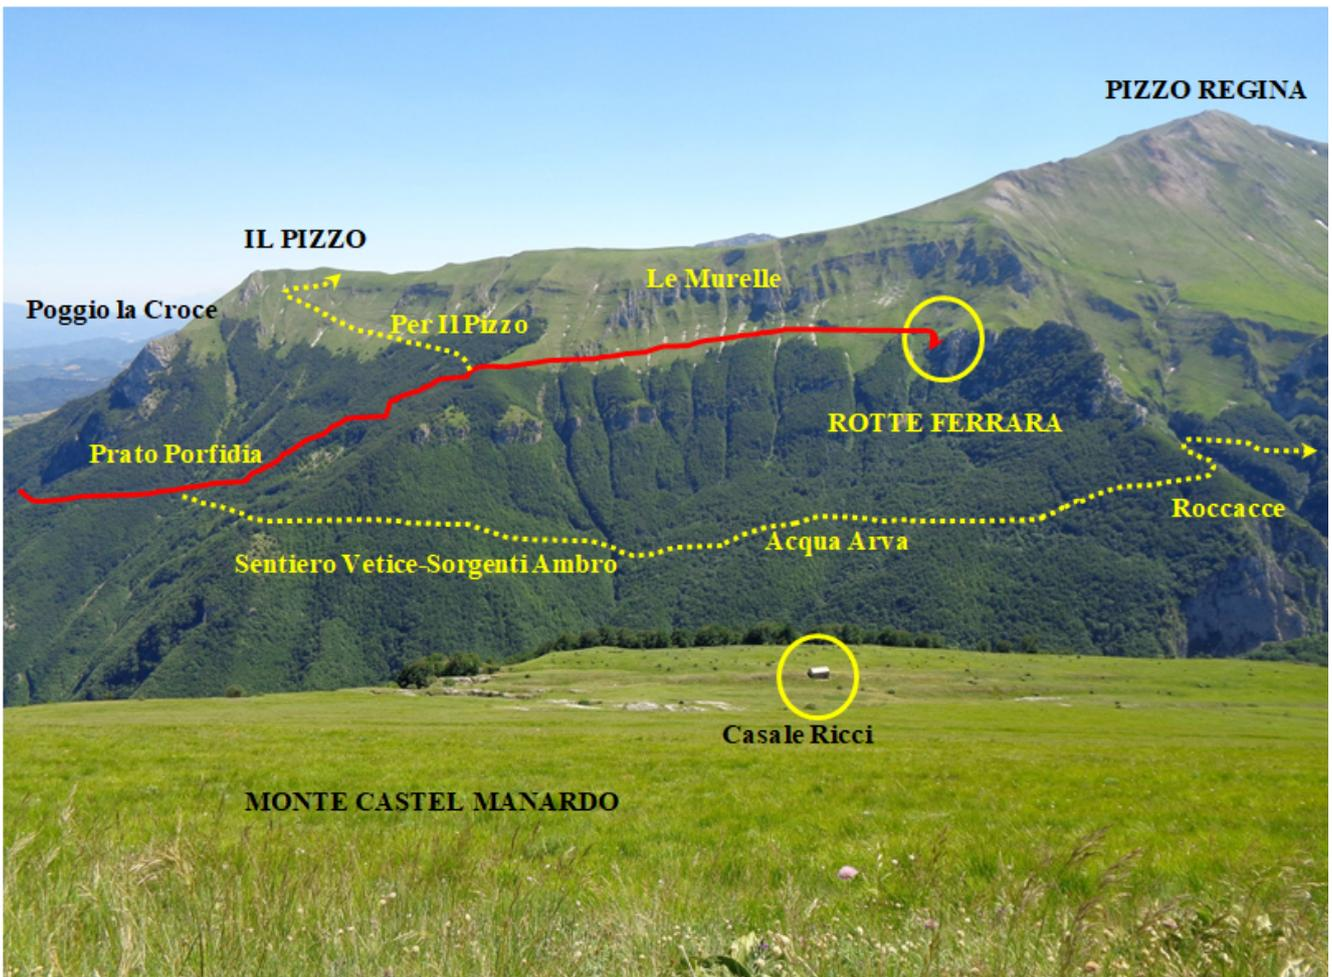 PIZZO REGINA
IL PIZZO
Le Murelle
Poggio la Croce
Per Il Pizzo
ROTTE FERRARA
Prato Porfidia
Roccacce
Acqua Arva
Sentiero Vetice-Sorgenti Ambro
Casale Ricci
MONTE CASTEL MANARDO